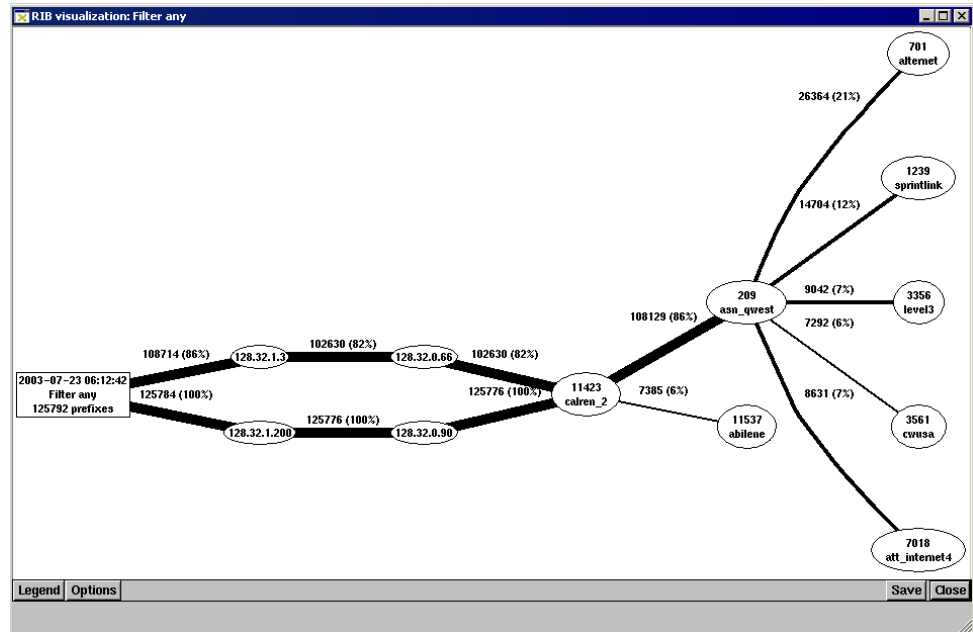 RIB visualization: Filter any
701
alternet
26364 (21%)
1239
sprintlink
14704 (12%)
209
asn_qwest
9042 (7%)
3356
level3
7292 (6%)
108129 (86%)
102630 (82%)
108714 (86%)
128.32.1.3
128.32.0.66
102630 (82%)
2003-07-23 06:12:42
Filter any
125792 prefixes
125784 (100%)
125776 (100%)
11423
calren_2
7385 (6%)
8631 (7%)
11537
abilene
3561
cwusa
125776 (100%)
128.32.1.200
128.32.0.90
7018
att_internet4
Legend
Options
Save
Close